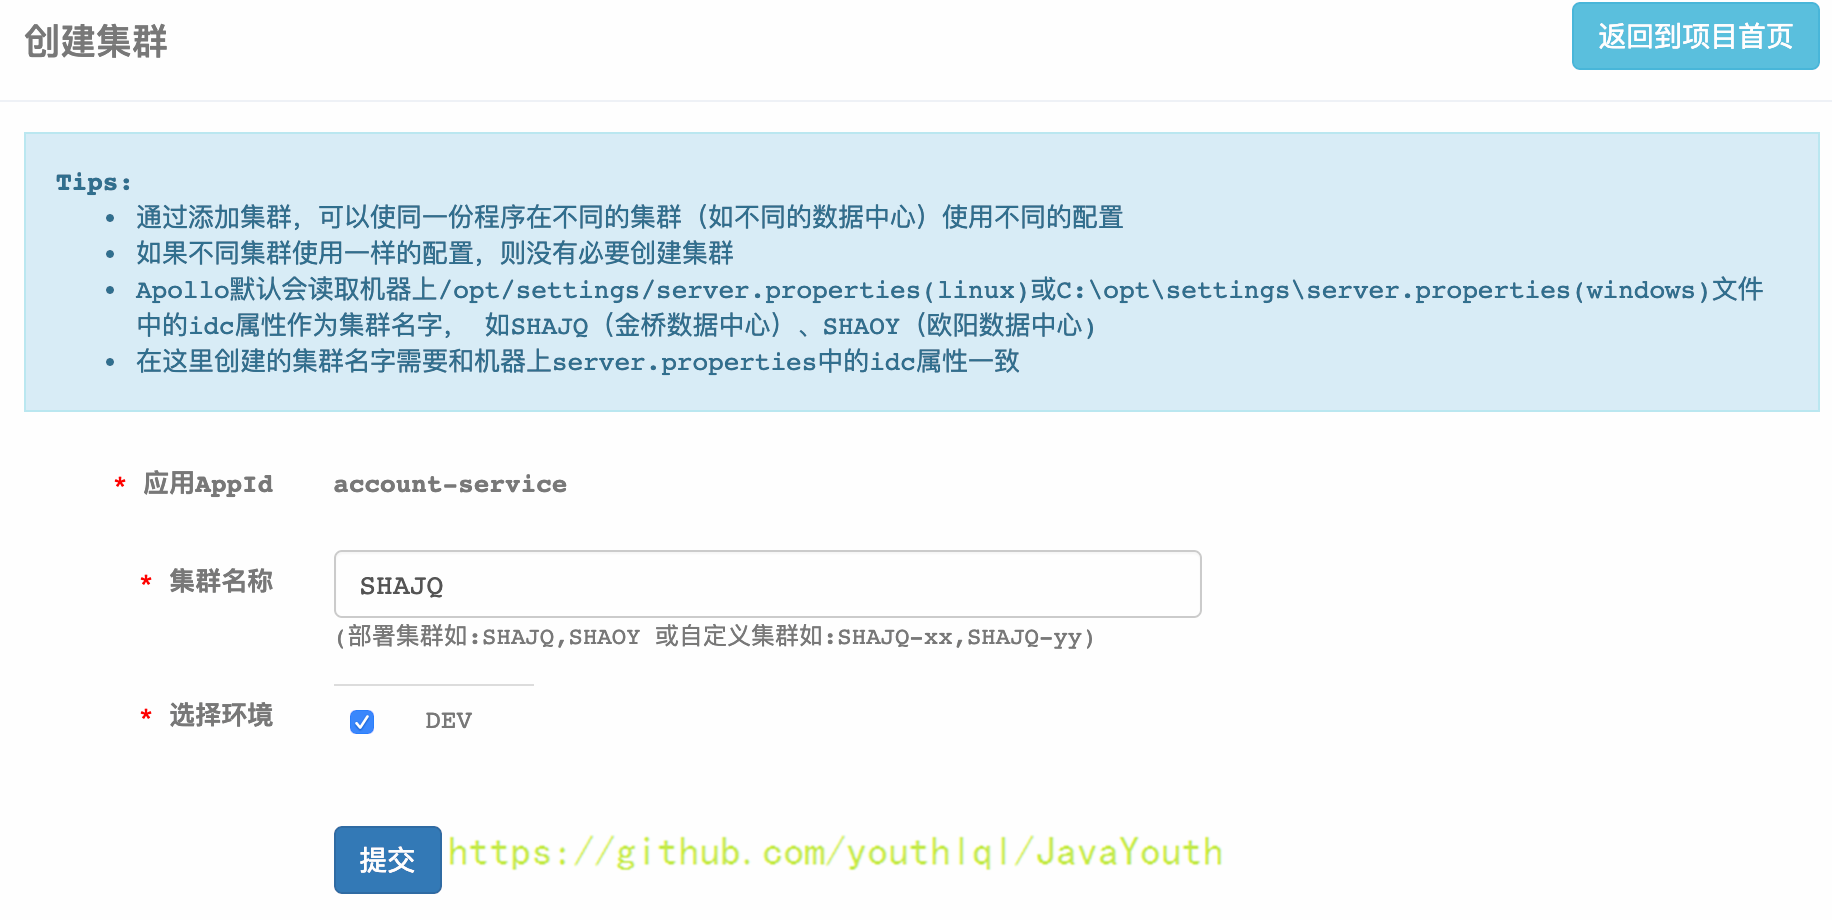 创建集群
返回到项目首页
Tips:
• 通过添加集群，可以使同一份程序在不同的集群（如不同的数据中心）使用不同的配置
• 如果不同集群使用一样的配置，则没有必要创建集群
• Apollo默认会读取机器上/opt/settings/server.properties(linux)或C:\opt\settings\server.properties(windows)文件
中的idc属性作为集群名字， 如SHAJQ（金桥数据中心）、SHAOY（欧阳数据中心)
• 在这里创建的集群名字需要和机器上server.properties中的idc属性一致
* 应用AppId account-service
* 集群名称 SHAJQ
(部署集群如:SHAJQ,SHAOY 或自定义集群如:SHAJQ-xx,SHAJQ-yy)
* 选择环境 DEV
提交 https://github.com/youthlql/JavaYouth